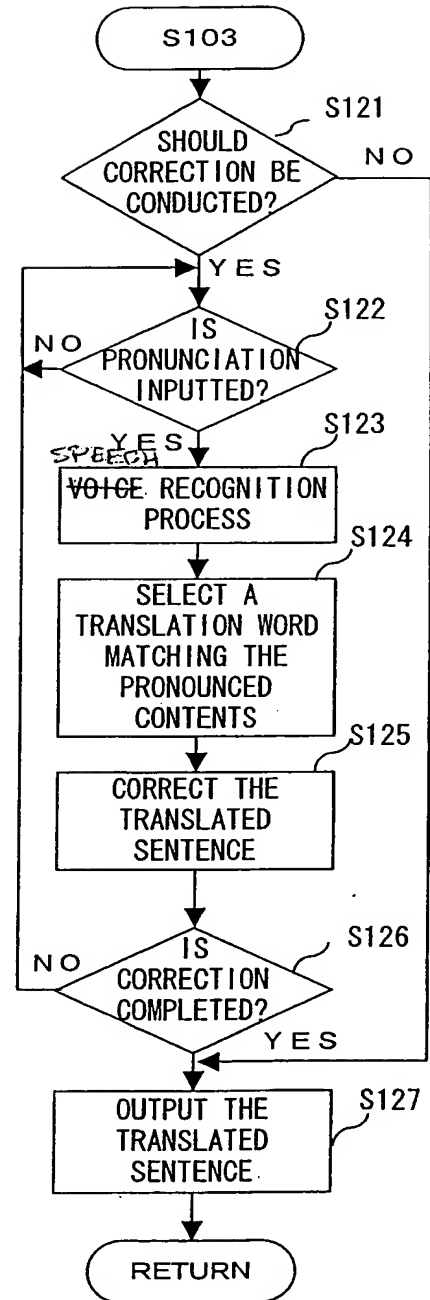 S103
S121
SHOULD
CORRECTION BE
CONDUCTED?
NO
YES
S122
IS
PRONUNCIATION
INPUTTED?
NO
YES
S123
SPEECH
VOICE RECOGNITION
PROCESS
S124
SELECT A
TRANSLATION WORD
MATCHING THE
PRONOUNCED
CONTENTS
S125
CORRECT THE
TRANSLATED
SENTENCE
S126
IS
CORRECTION
COMPLETED?
NO
YES
S127
OUTPUT THE
TRANSLATED
SENTENCE
RETURN